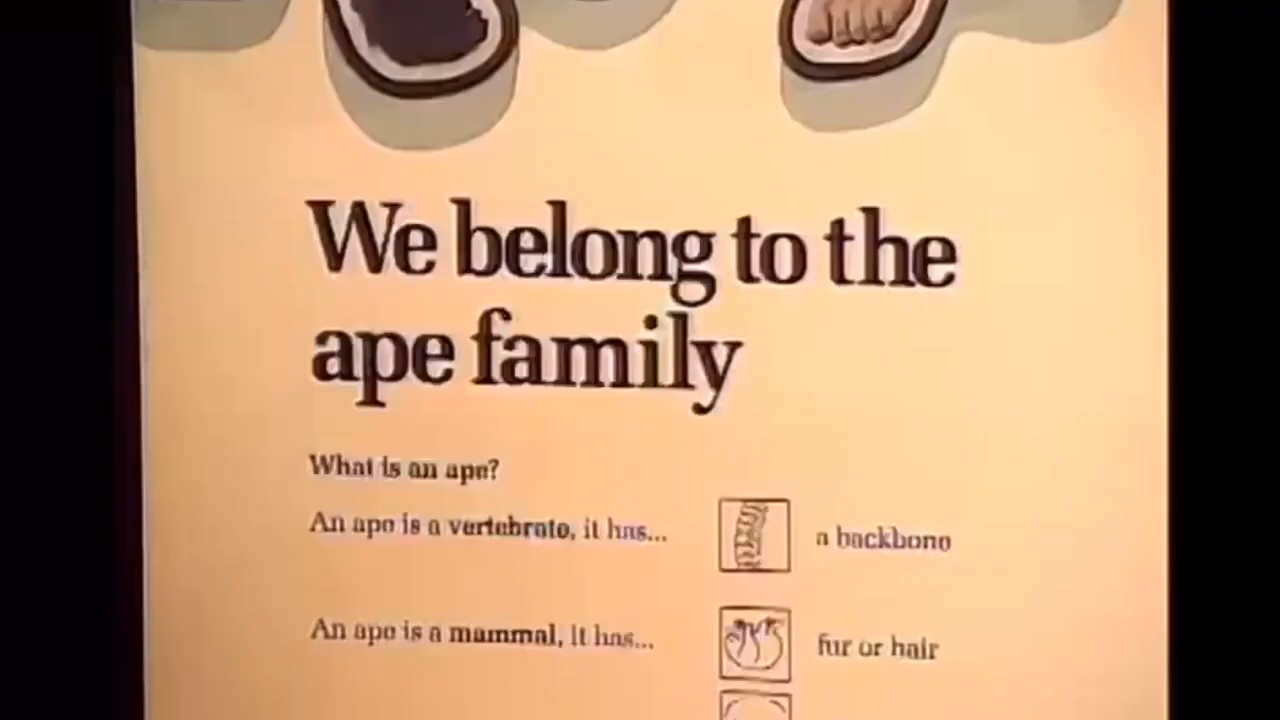 We belong to the
ape family
What is an ape?
An ape is a vertebrate, it has...
a backbone
An ape is a mammal, it has...
fur or hair